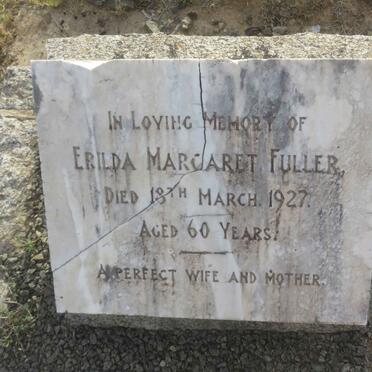 In Loving Memory of
Erilda Margaret Fuller,
Died 18th March. 1927.
Aged 60 Years.
A perfect wife and mother.